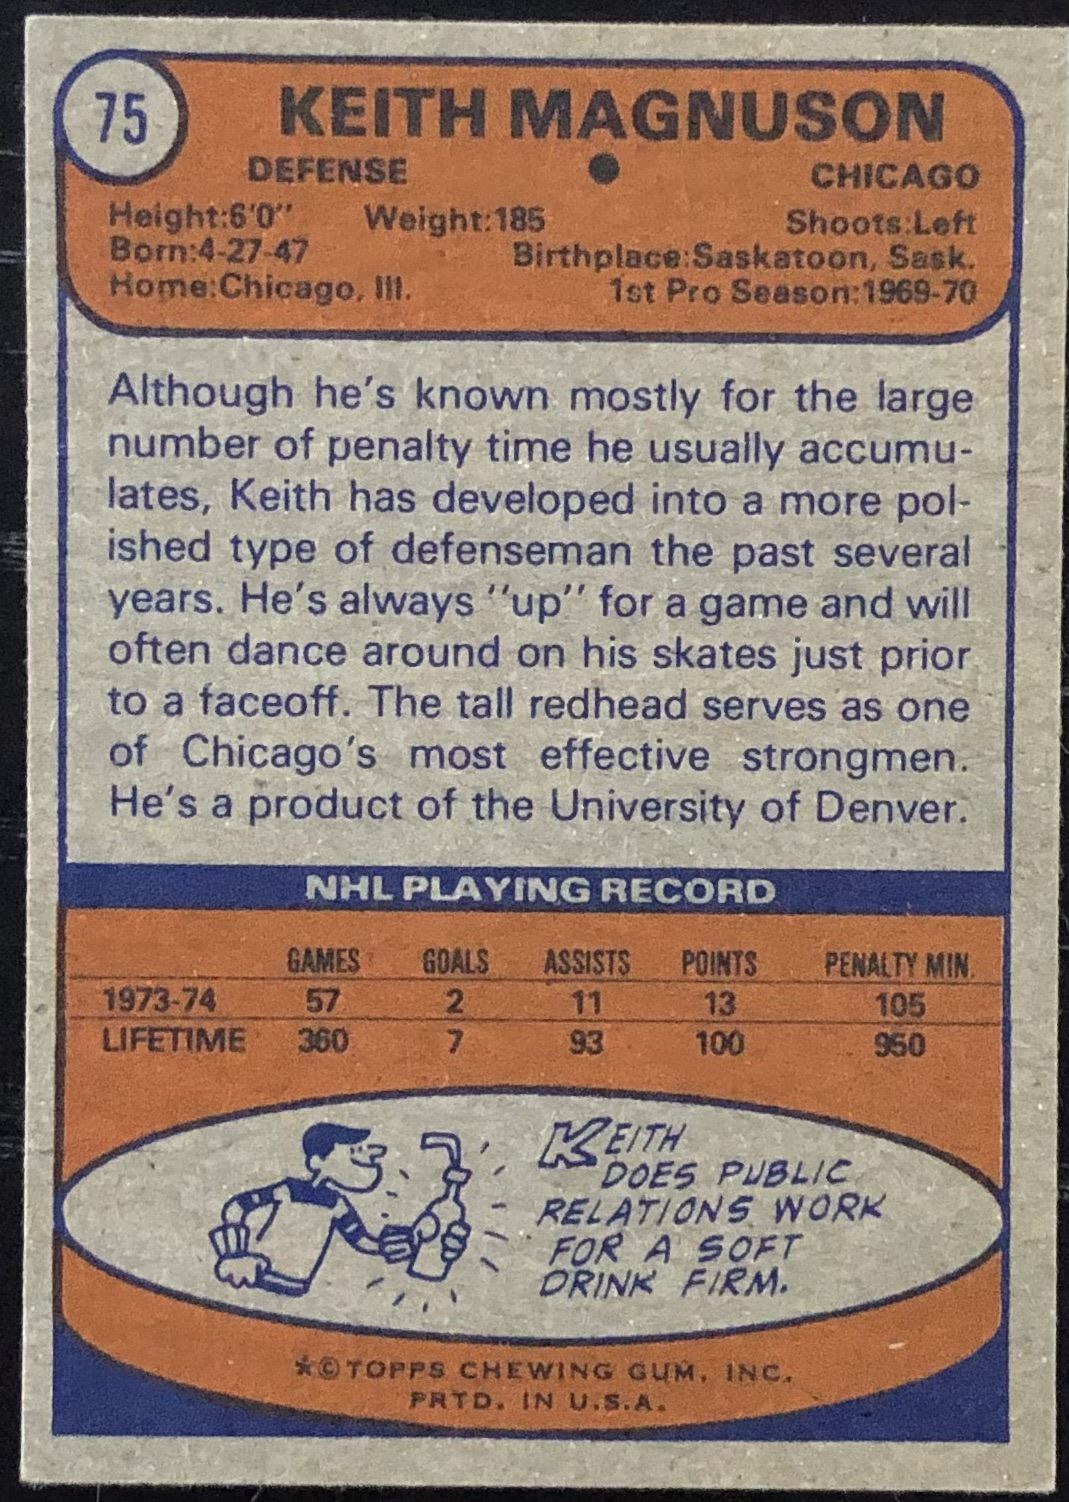 75
KEITH MAGNUSON
DEFENSE ● CHICAGO
Height:6'0" Weight:185 Shoots:Left
Born:4-27-47 Birthplace:Saskatoon, Sask.
Home:Chicago, Ill. 1st Pro Season:1969-70
Although he's known mostly for the large
number of penalty time he usually accumu-
lates, Keith has developed into a more pol-
ished type of defenseman the past several
years. He's always "up" for a game and will
often dance around on his skates just prior
to a faceoff. The tall redhead serves as one
of Chicago's most effective strongmen.
He's a product of the University of Denver.
NHL PLAYING RECORD
GAMES GOALS ASSISTS POINTS PENALTY MIN.
1973-74 57 2 11 13 105
LIFETIME 360 7 93 100 950
KEITH
DOES PUBLIC
RELATIONS WORK
FOR A SOFT
DRINK FIRM.
*©TOPPS CHEWING GUM, INC.
PRTD. IN U.S.A.